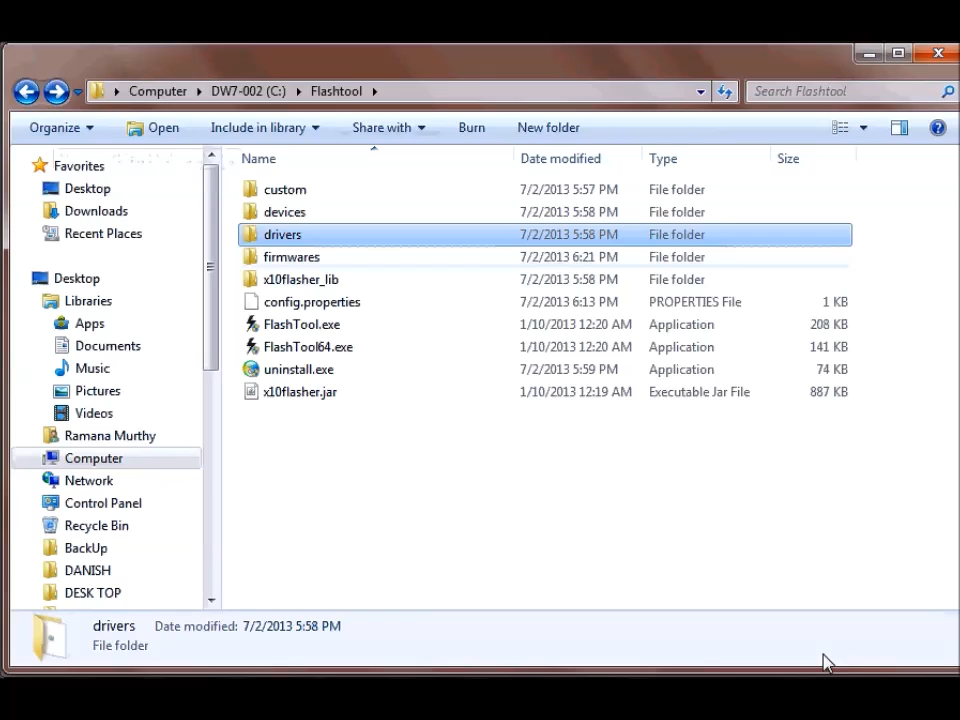 Computer DW7-002 (C:) Flashtool Search Flashtool
Organize Open Include in library Share with Burn New folder
Name Date modified Type Size
custom 7/2/2013 5:57 PM File folder
devices 7/2/2013 5:58 PM File folder
drivers 7/2/2013 5:58 PM File folder
firmwares 7/2/2013 6:21 PM File folder
x10flasher_lib 7/2/2013 5:58 PM File folder
config.properties 7/2/2013 6:13 PM PROPERTIES File 1 KB
FlashTool.exe 1/10/2013 12:20 AM Application 208 KB
FlashTool64.exe 1/10/2013 12:20 AM Application 141 KB
uninstall.exe 7/2/2013 5:59 PM Application 74 KB
x10flasher.jar 1/10/2013 12:19 AM Executable Jar File 887 KB
Favorites
Desktop
Downloads
Recent Places
Desktop
Libraries
Apps
Documents
Music
Pictures
Videos
Ramana Murthy
Computer
Network
Control Panel
Recycle Bin
BackUp
DANISH
DESK TOP
drivers Date modified: 7/2/2013 5:58 PM
File folder